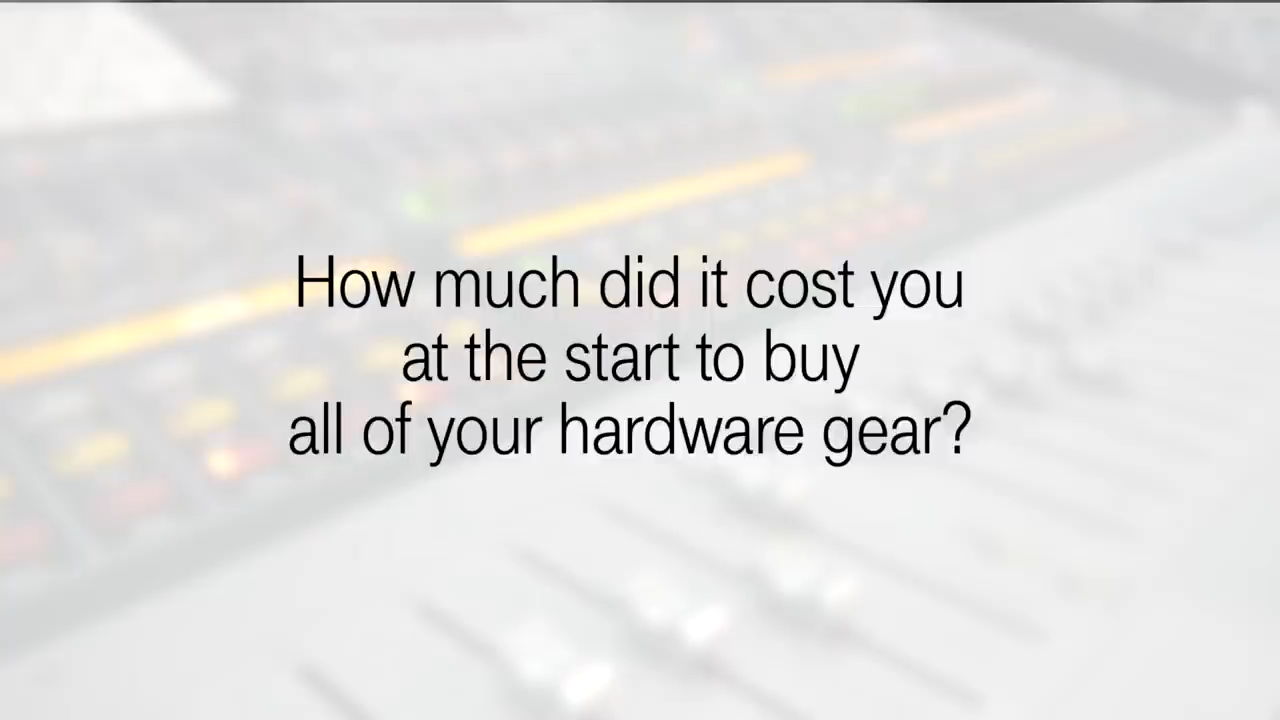 How much did it cost you
at the start to buy
all of your hardware gear?